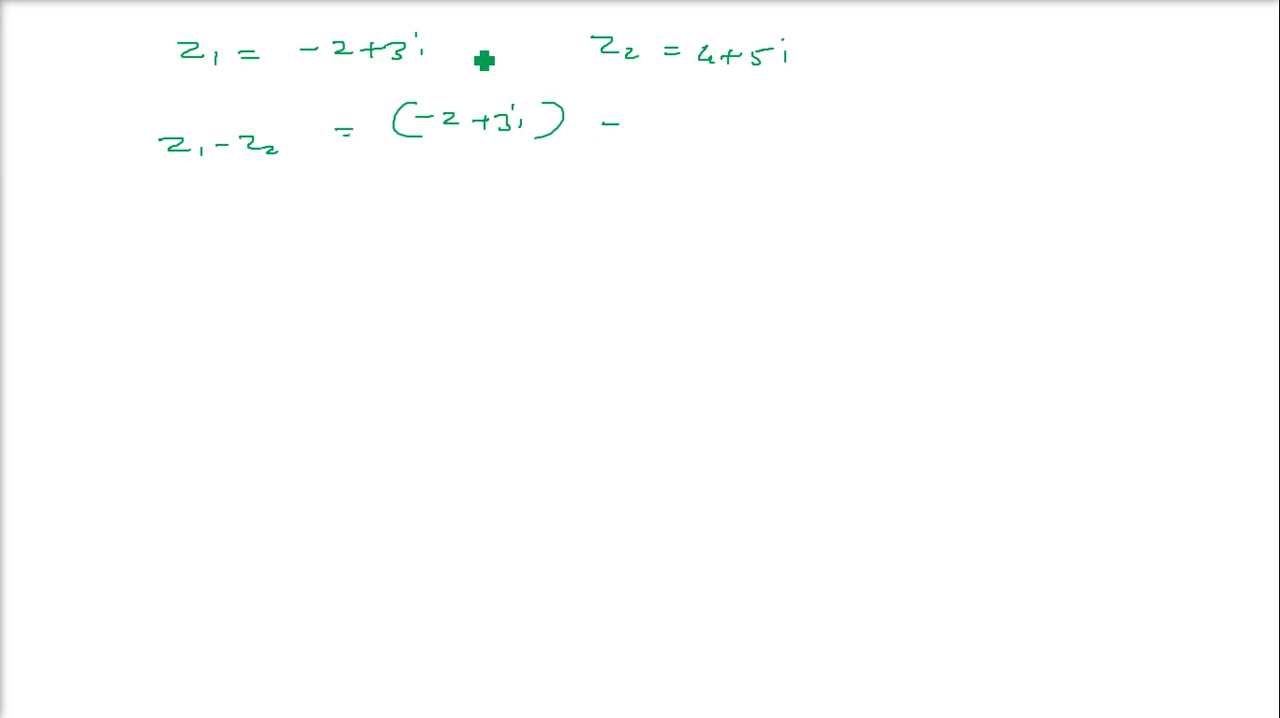 z₁ = -2+3i z₂ = 4+5i
z₁-z₂ = (-2+3i) -